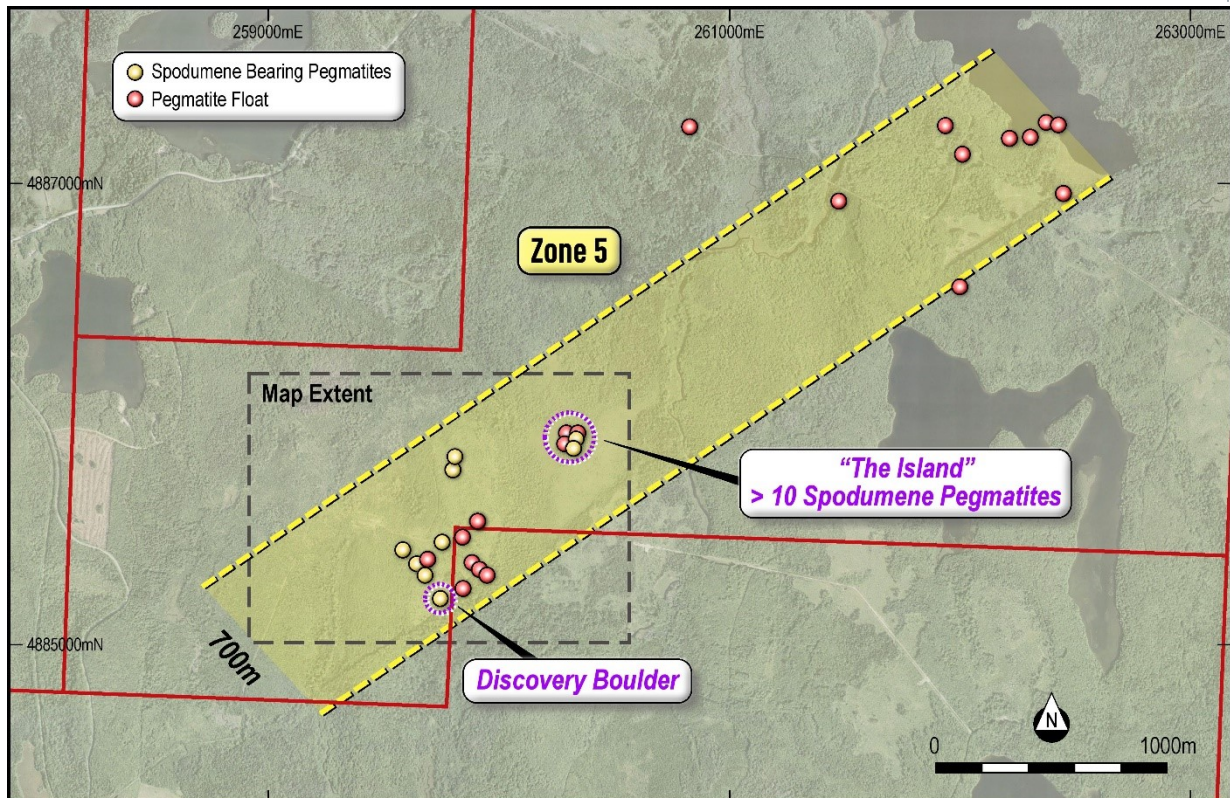 259000mE
261000mE
263000mE
Spodumene Bearing Pegmatites
Pegmatite Float
4887000mN
Zone 5
Map Extent
“The Island”
> 10 Spodumene Pegmatites
4885000mN
700m
Discovery Boulder
N
0
1000m